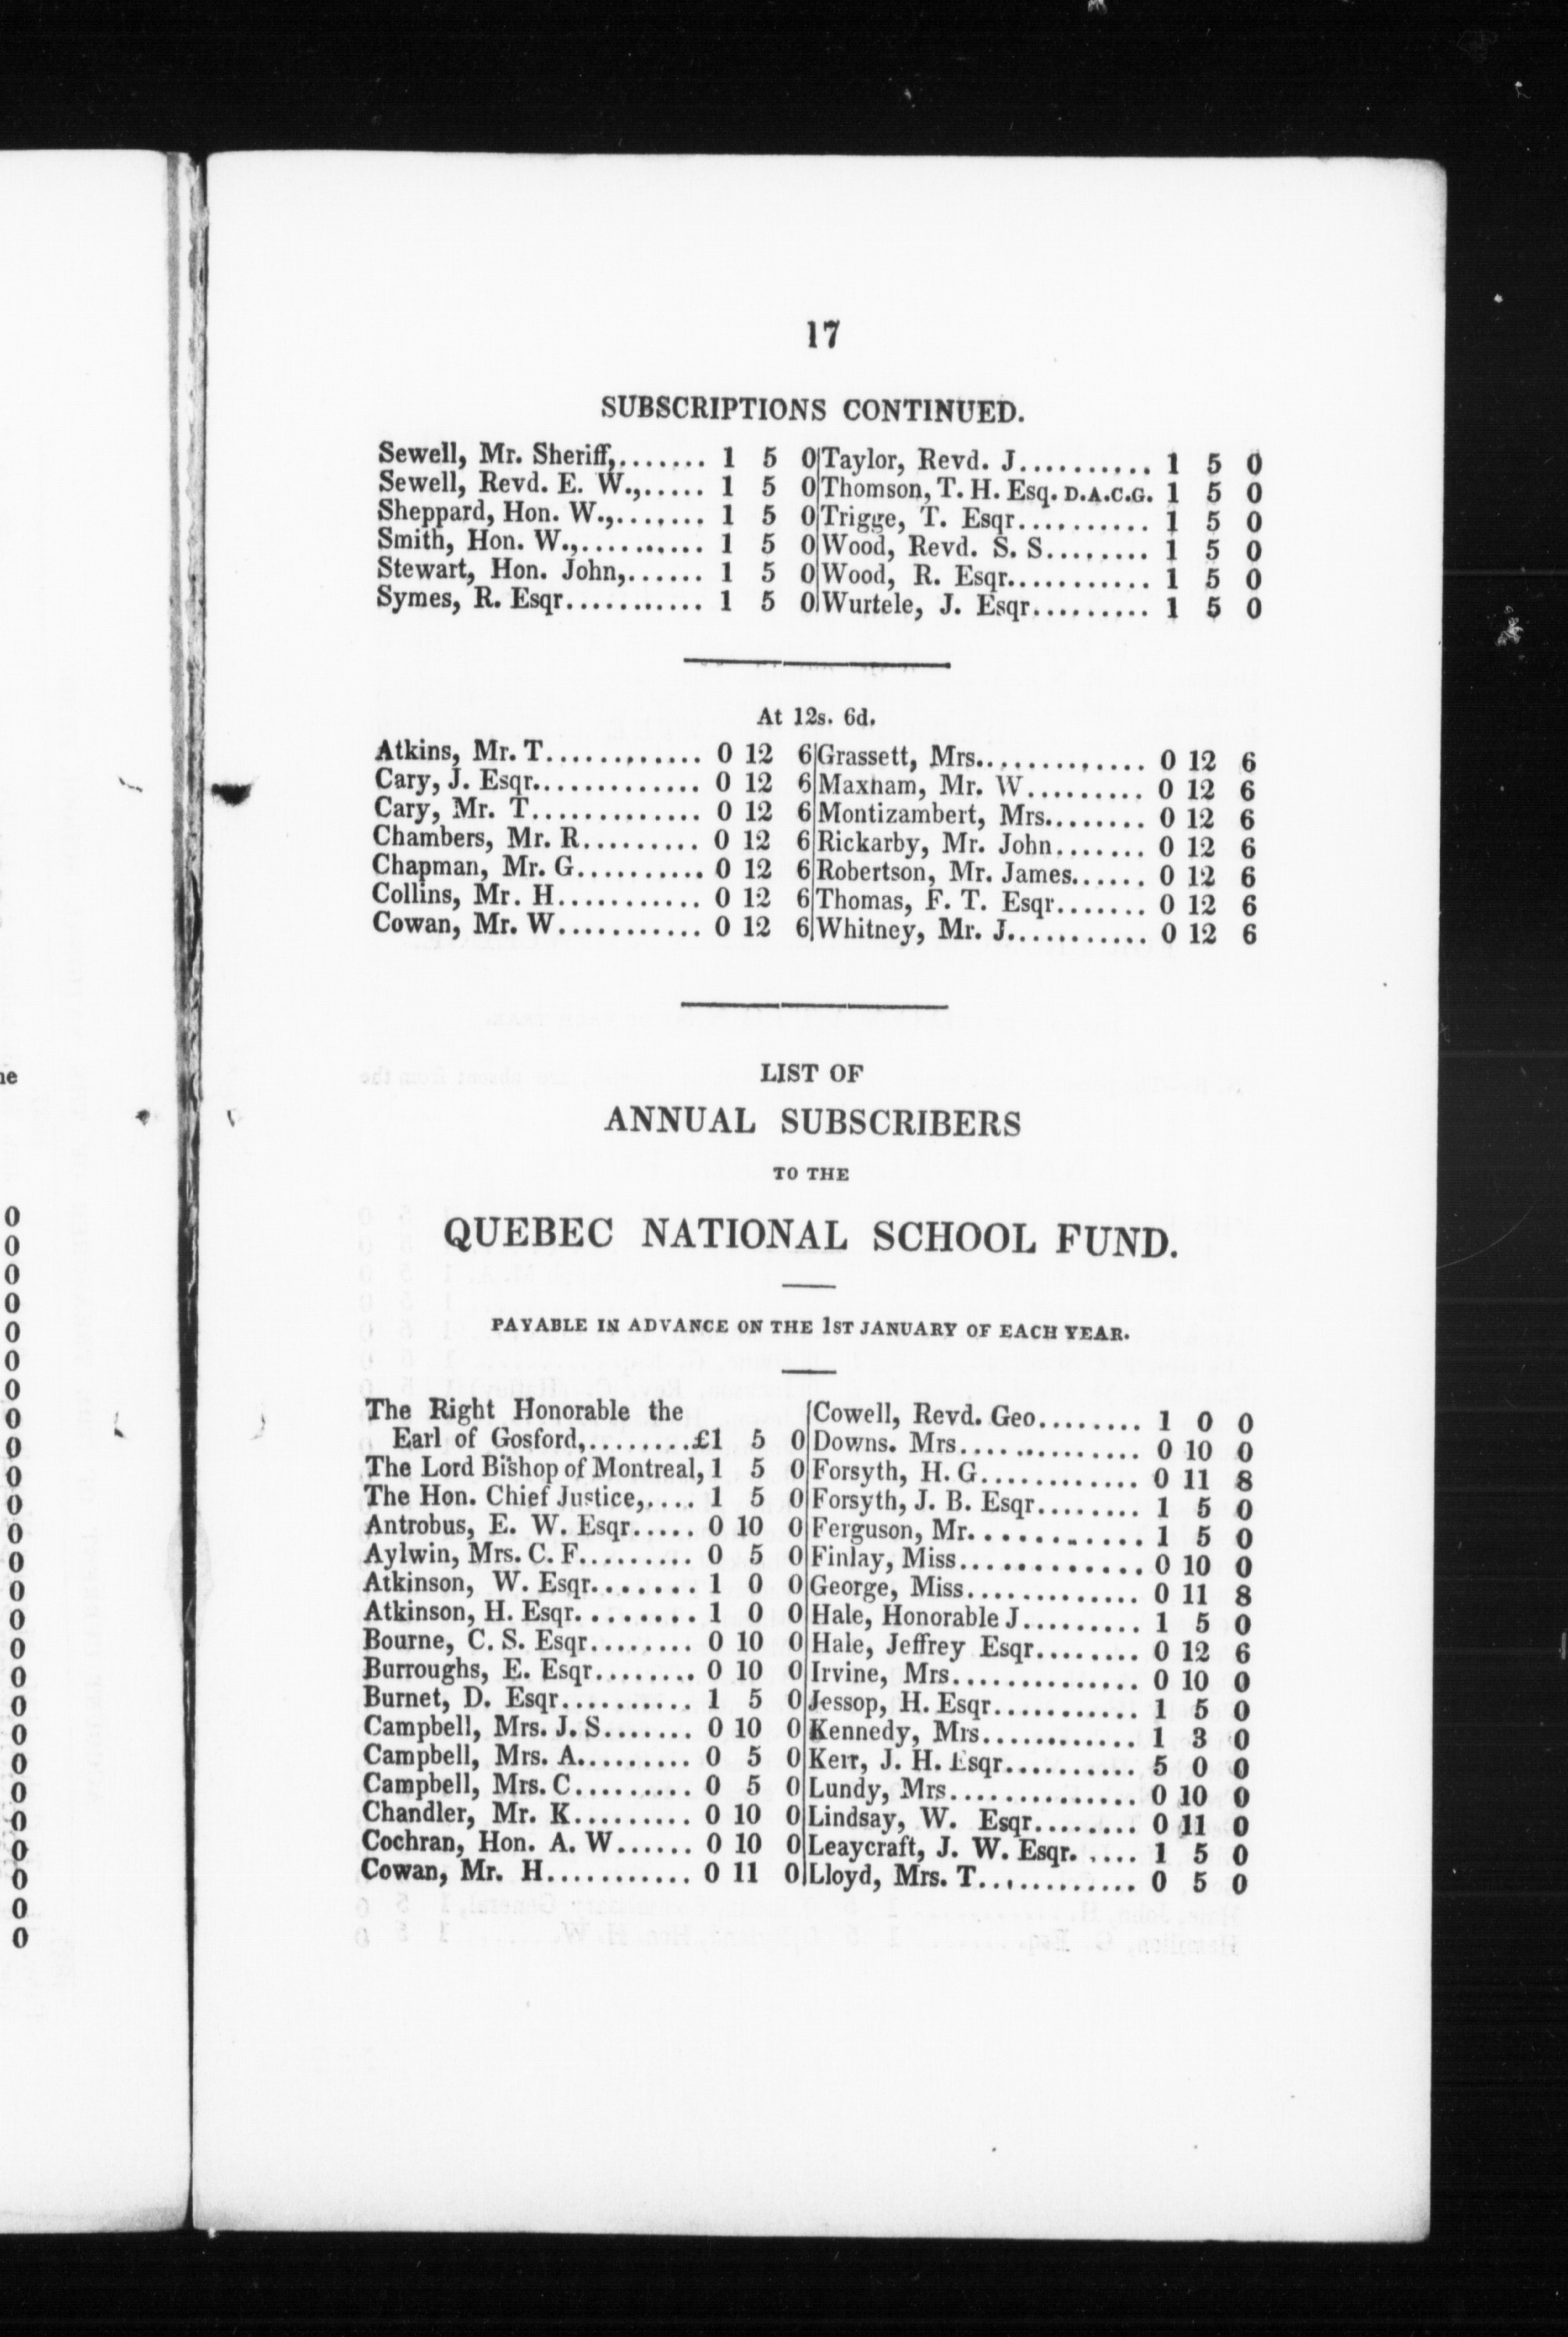 17
SUBSCRIPTIONS CONTINUED.
Sewell, Mr. Sheriff,....... 1 5 0
Sewell, Revd. E. W.,..... 1 5 0
Sheppard, Hon. W.,....... 1 5 0
Smith, Hon. W.,.......... 1 5 0
Stewart, Hon. John,...... 1 5 0
Symes, R. Esqr........... 1 5 0
Taylor, Revd. J.......... 1 5 0
Thomson, T. H. Esq. D.A.C.G. 1 5 0
Trigge, T. Esqr.......... 1 5 0
Wood, Revd. S. S........ 1 5 0
Wood, R. Esqr........... 1 5 0
Wurtele, J. Esqr......... 1 5 0
At 12s. 6d.
Atkins, Mr. T............ 0 12 6
Cary, J. Esqr............. 0 12 6
Cary, Mr. T............. 0 12 6
Chambers, Mr. R......... 0 12 6
Chapman, Mr. G.......... 0 12 6
Collins, Mr. H........... 0 12 6
Cowan, Mr. W........... 0 12 6
Grassett, Mrs............. 0 12 6
Maxham, Mr. W......... 0 12 6
Montizambert, Mrs........ 0 12 6
Rickarby, Mr. John....... 0 12 6
Robertson, Mr. James...... 0 12 6
Thomas, F. T. Esqr....... 0 12 6
Whitney, Mr. J........... 0 12 6
LIST OF
ANNUAL SUBSCRIBERS
TO THE
QUEBEC NATIONAL SCHOOL FUND.
PAYABLE IN ADVANCE ON THE 1ST JANUARY OF EACH YEAR.
The Right Honorable the
Earl of Gosford,........£1 5 0
The Lord Bishop of Montreal, 1 5 0
The Hon. Chief Justice,.... 1 5 0
Antrobus, E. W. Esqr..... 0 10 0
Aylwin, Mrs. C. F......... 0 5 0
Atkinson, W. Esqr....... 1 0 0
Atkinson, H. Esqr........ 1 0 0
Bourne, C. S. Esqr........ 0 10 0
Burroughs, E. Esqr........ 0 10 0
Burnet, D. Esqr.......... 1 5 0
Campbell, Mrs. J. S....... 0 10 0
Campbell, Mrs. A......... 0 5 0
Campbell, Mrs. C......... 0 5 0
Chandler, Mr. K......... 0 10 0
Cochran, Hon. A. W...... 0 10 0
Cowan, Mr. H........... 0 11 0
Cowell, Revd. Geo........ 1 0 0
Downs. Mrs.............. 0 10 0
Forsyth, H. G............ 0 11 8
Forsyth, J. B. Esqr........ 1 5 0
Ferguson, Mr............ 1 5 0
Finlay, Miss............. 0 10 0
George, Miss............. 0 11 8
Hale, Honorable J......... 1 5 0
Hale, Jeffrey Esqr........ 0 12 6
Irvine, Mrs.............. 0 10 0
Jessop, H. Esqr........... 1 5 0
Kennedy, Mrs............ 1 3 0
Kerr, J. H. Esqr.......... 5 0 0
Lundy, Mrs.............. 0 10 0
Lindsay, W. Esqr........ 0 11 0
Leaycraft, J. W. Esqr. .... 1 5 0
Lloyd, Mrs. T............ 0 5 0